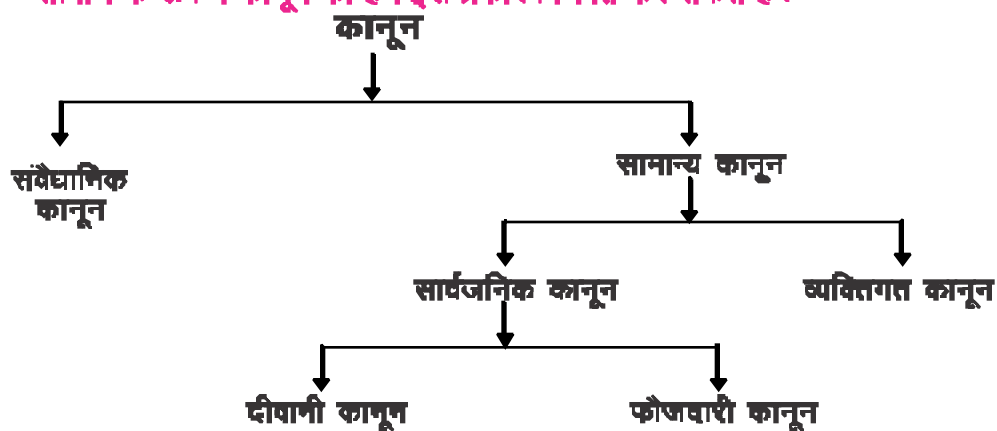 कानून
संवैधानिक
कानून
सामान्य कानून
सार्वजनिक कानून
व्यक्तिगत कानून
दीवानी कानून
फौजदारी कानून